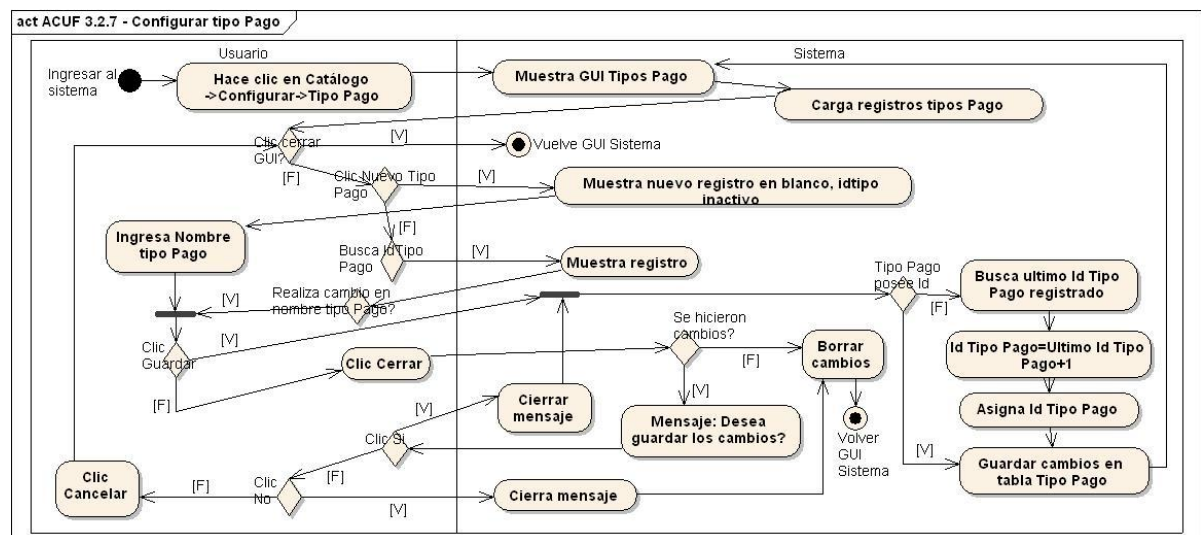 act ACUF 3.2.7 - Configurar tipo Pago
Usuario
Sistema
Ingresar al
sistema
Hace clic en Catálogo
->Configurar->Tipo Pago
Muestra GUI Tipos Pago
Carga registros tipos Pago
Clic cerrar
GUI?
[V]
Vuelve GUI Sistema
[F]
Clic Nuevo Tipo
Pago
[V]
Muestra nuevo registro en blanco, idtipo
inactivo
[F]
Ingresa Nombre
tipo Pago
Busca IdTipo
Pago
[V]
Muestra registro
Tipo Pago
posee Id
Busca ultimo Id Tipo
Pago registrado
[F]
Realiza cambio en
nombre tipo Pago?
[V]
Clic
Guardar
[V]
Se hicieron
cambios?
[F]
Borrar
cambios
Id Tipo Pago=Ultimo Id Tipo
Pago+1
Clic Cerrar
[F]
[V]
Cierrar
mensaje
Mensaje: Desea
guardar los cambios?
Asigna Id Tipo Pago
[V]
Clic Si
[F]
Volver
GUI
Sistema
[V]
Guardar cambios en
tabla Tipo Pago
Clic
Cancelar
[F]
Clic
No
[V]
Cierra mensaje